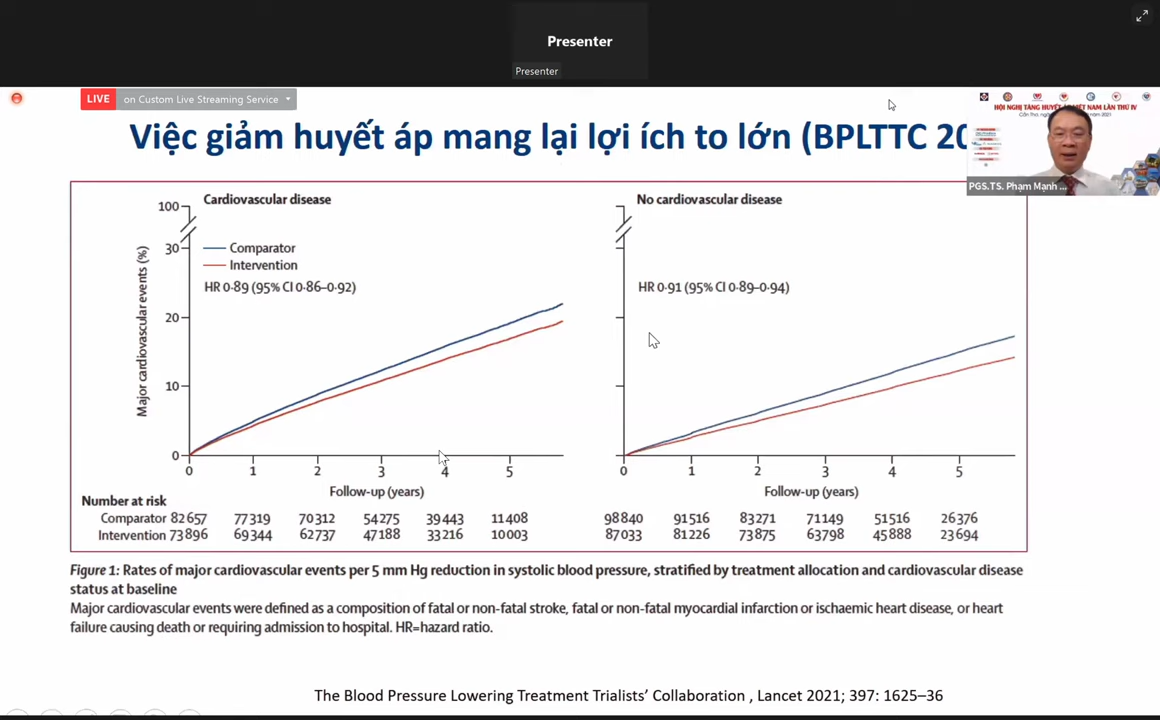 Presenter
Presenter
LIVE on Custom Live Streaming Service
HỘI NGHỊ TĂNG HUYẾT ÁP VIỆT NAM LẦN THỨ IV
PGS.TS. Phạm Mạnh ...
Việc giảm huyết áp mang lại lợi ích to lớn (BPLTTC 20
Cardiovascular disease
No cardiovascular disease
Major cardiovascular events (%)
100
30
20
10
0
Comparator
Intervention
HR 0·89 (95% CI 0·86–0·92)
HR 0·91 (95% CI 0·89–0·94)
0 1 2 3 4 5
0 1 2 3 4 5
Follow-up (years)
Follow-up (years)
Number at risk
Comparator 82 657 77 319 70 312 54 275 39 443 11 408 98 840 91 516 83 271 71 149 51 516 26 376
Intervention 73 896 69 344 62 737 47 188 33 216 10 003 87 033 81 226 73 875 63 798 45 888 23 694
Figure 1: Rates of major cardiovascular events per 5 mm Hg reduction in systolic blood pressure, stratified by treatment allocation and cardiovascular disease
status at baseline
Major cardiovascular events were defined as a composition of fatal or non-fatal stroke, fatal or non-fatal myocardial infarction or ischaemic heart disease, or heart
failure causing death or requiring admission to hospital. HR=hazard ratio.
The Blood Pressure Lowering Treatment Trialists’ Collaboration , Lancet 2021; 397: 1625–36